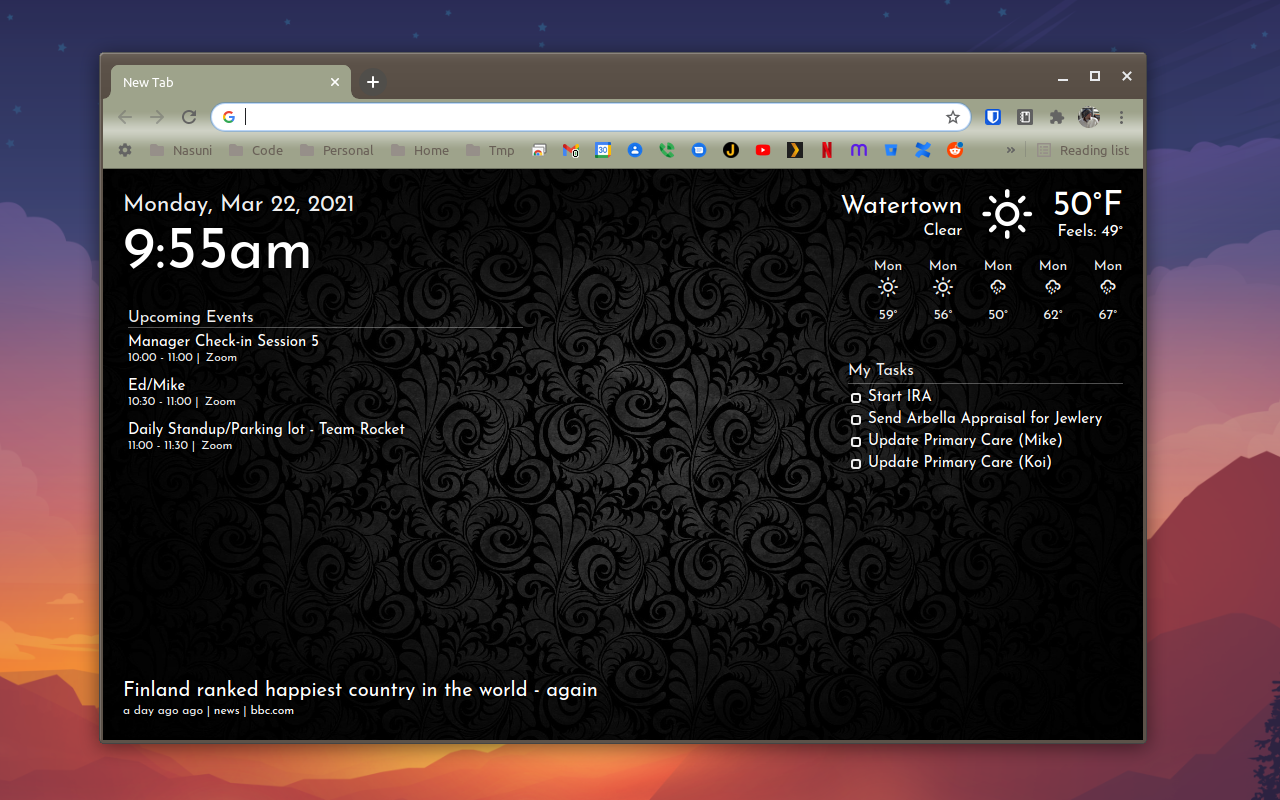 New Tab
Nasuni Code Personal Home Tmp 0 30 J N m » Reading list
Monday, Mar 22, 2021
9:55am
Upcoming Events
Manager Check-in Session 5
10:00 - 11:00 | Zoom
Ed/Mike
10:30 - 11:00 | Zoom
Daily Standup/Parking lot - Team Rocket
11:00 - 11:30 | Zoom
Watertown
Clear
50°F
Feels: 49°
Mon Mon Mon Mon Mon
59° 56° 50° 62° 67°
My Tasks
Start IRA
Send Arbella Appraisal for Jewlery
Update Primary Care (Mike)
Update Primary Care (Koi)
Finland ranked happiest country in the world - again
a day ago ago | news | bbc.com